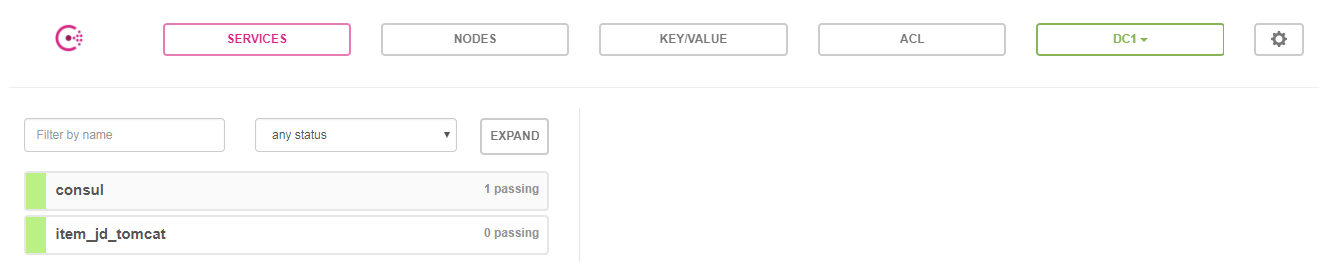 SERVICES NODES KEY/VALUE ACL DC1
Filter by name any status EXPAND
consul 1 passing
item_jd_tomcat 0 passing